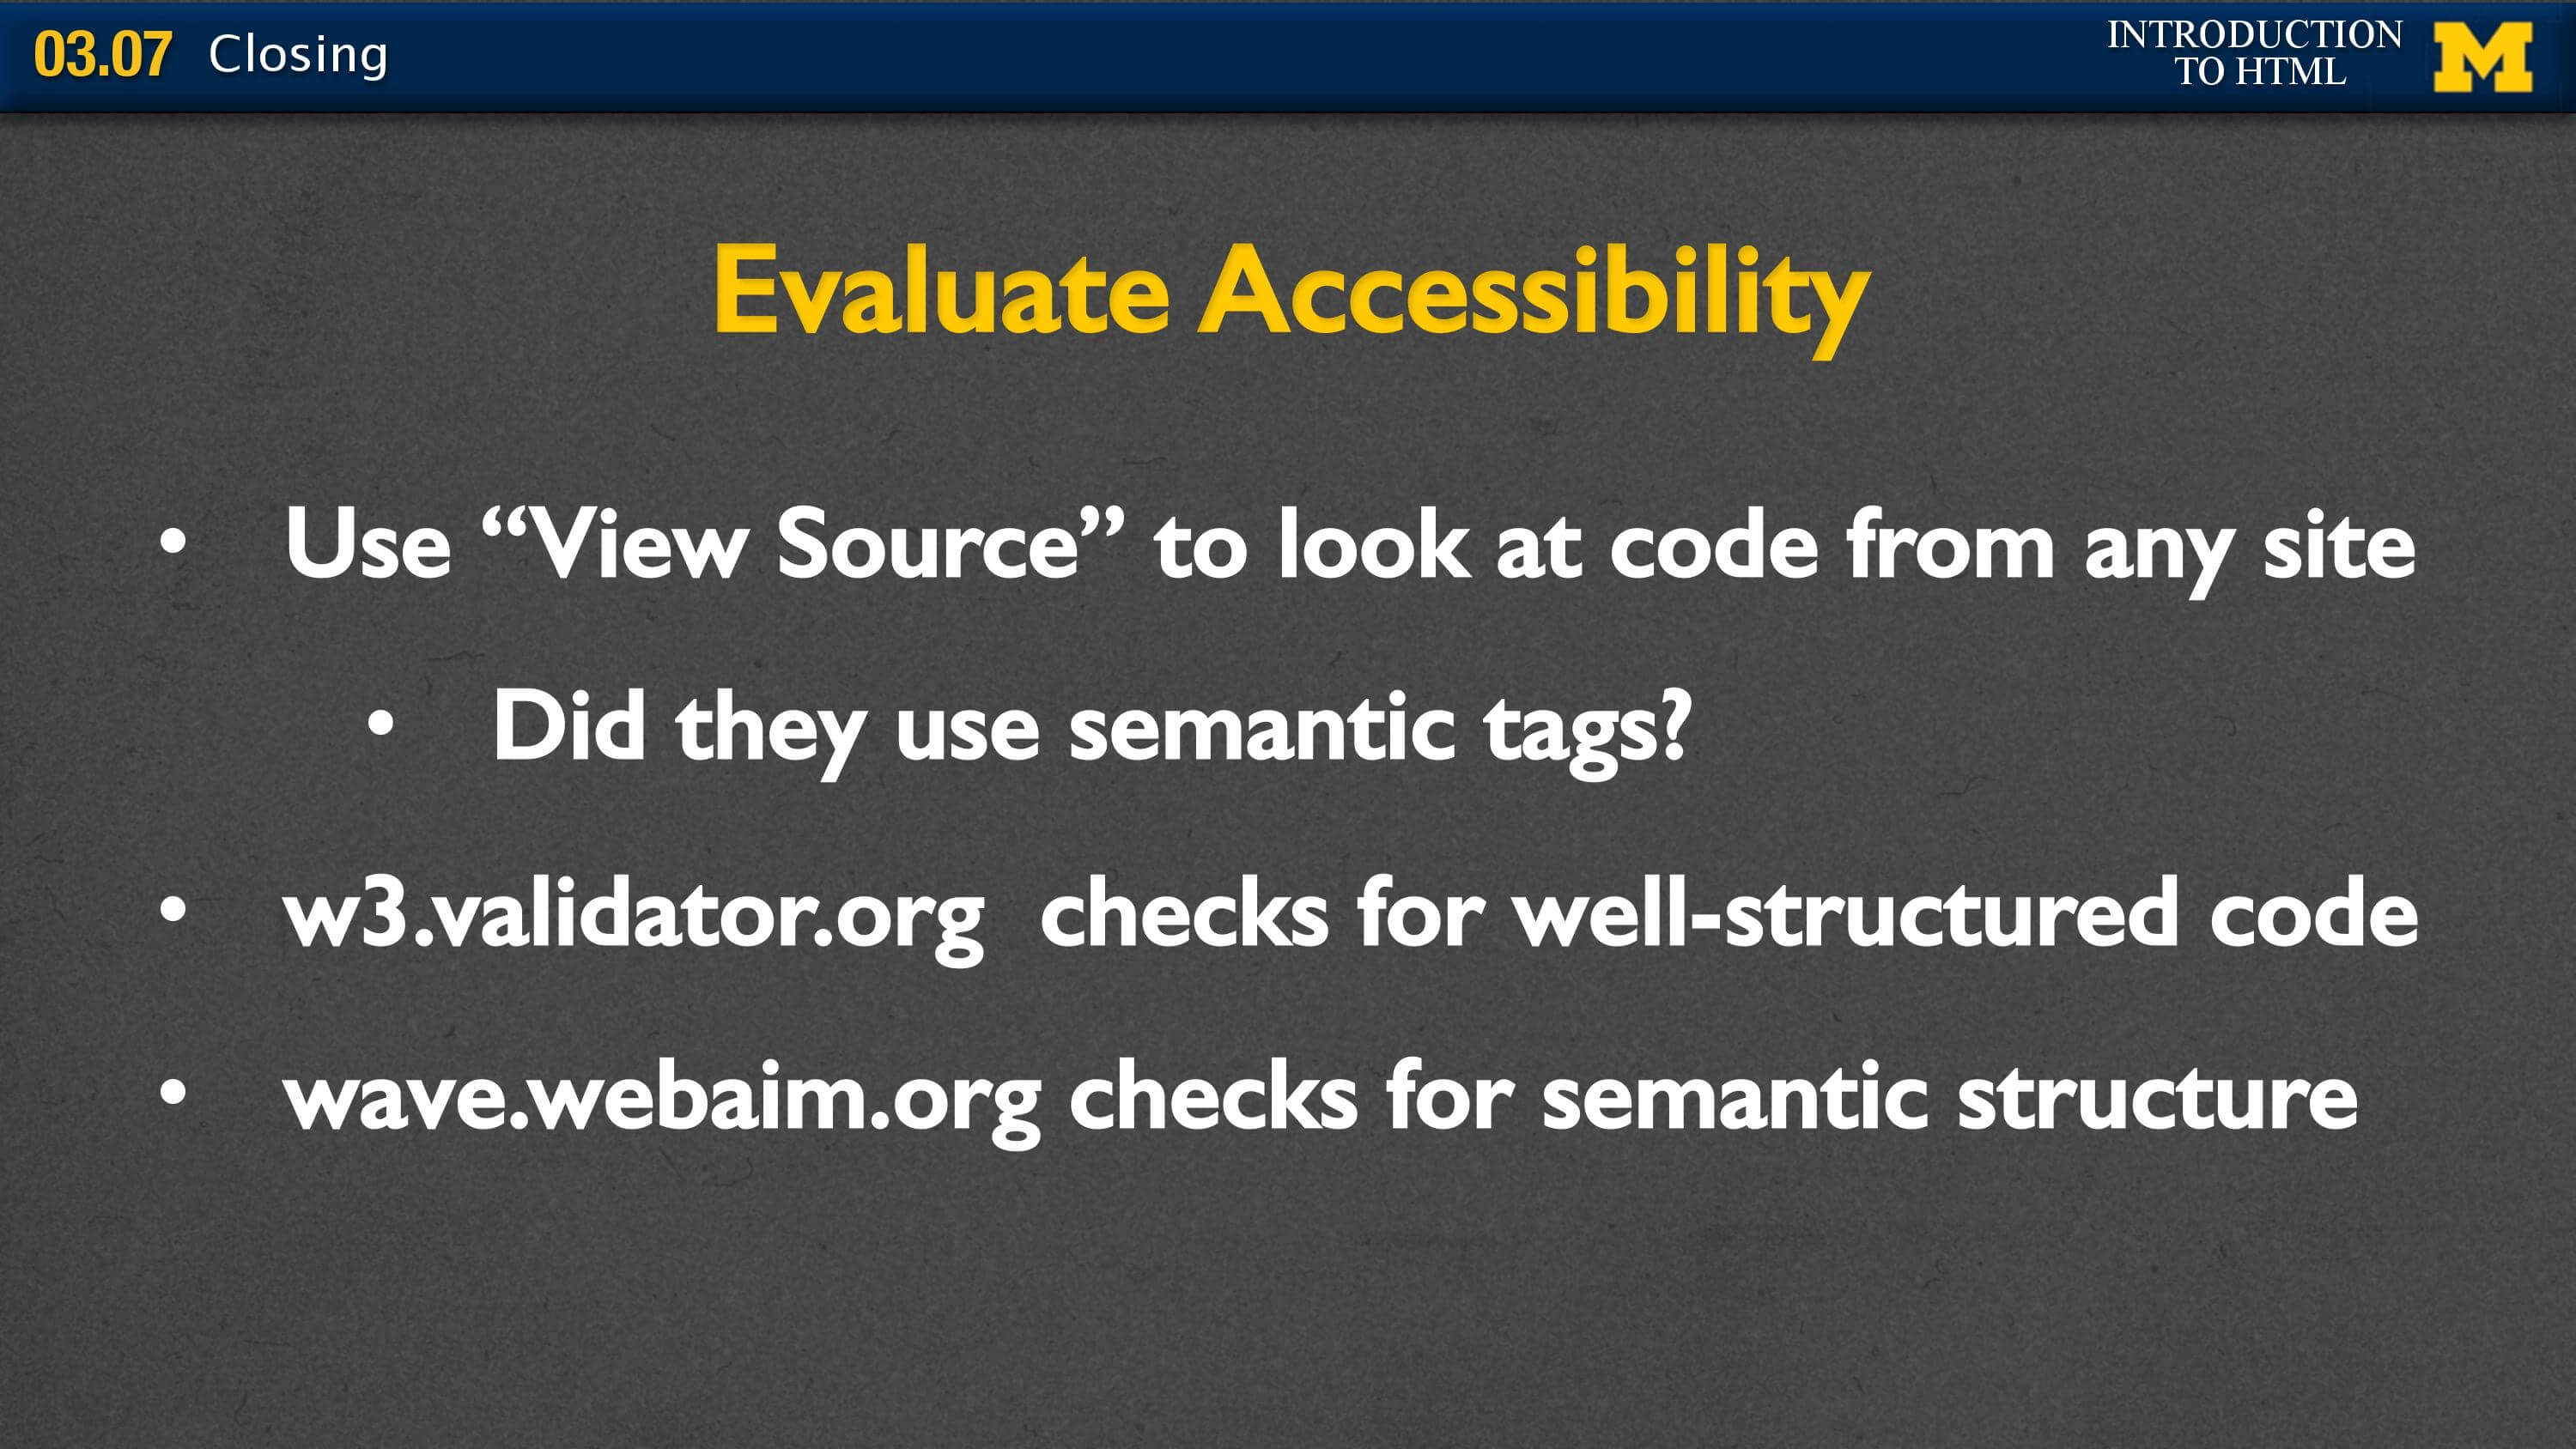 03.07 Closing
INTRODUCTION
TO HTML
M
Evaluate Accessibility
• Use “View Source” to look at code from any site
• Did they use semantic tags?
• w3.validator.org checks for well-structured code
• wave.webaim.org checks for semantic structure